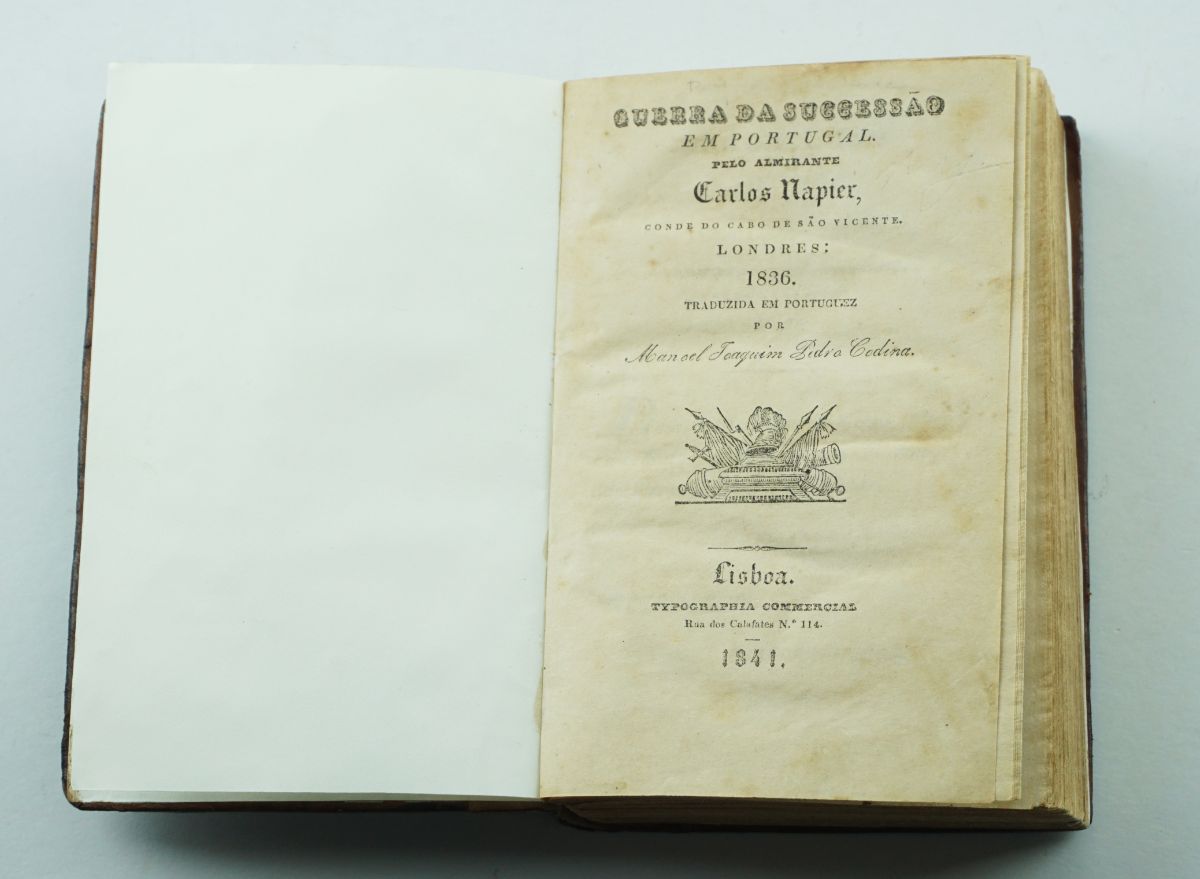 GUERRA DA SUCCESSÃO
EM PORTUGAL.
PELO ALMIRANTE
Carlos Napier,
CONDE DO CABO DE SÃO VICENTE.
LONDRES:
1836.
TRADUZIDA EM PORTUGUEZ
POR
Manoel Joaquim Pedro Codina.
Lisboa.
TYPOGRAPHIA COMMERCIAL
Rua dos Calafates N.º 114.
1841.